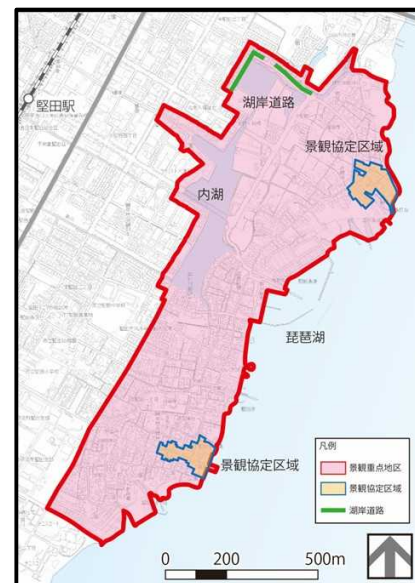 堅田駅
湖岸道路
景観協定区域
内湖
琵琶湖
景観協定区域
凡例
景観重点地区
景観協定区域
湖岸道路
0 200 500m